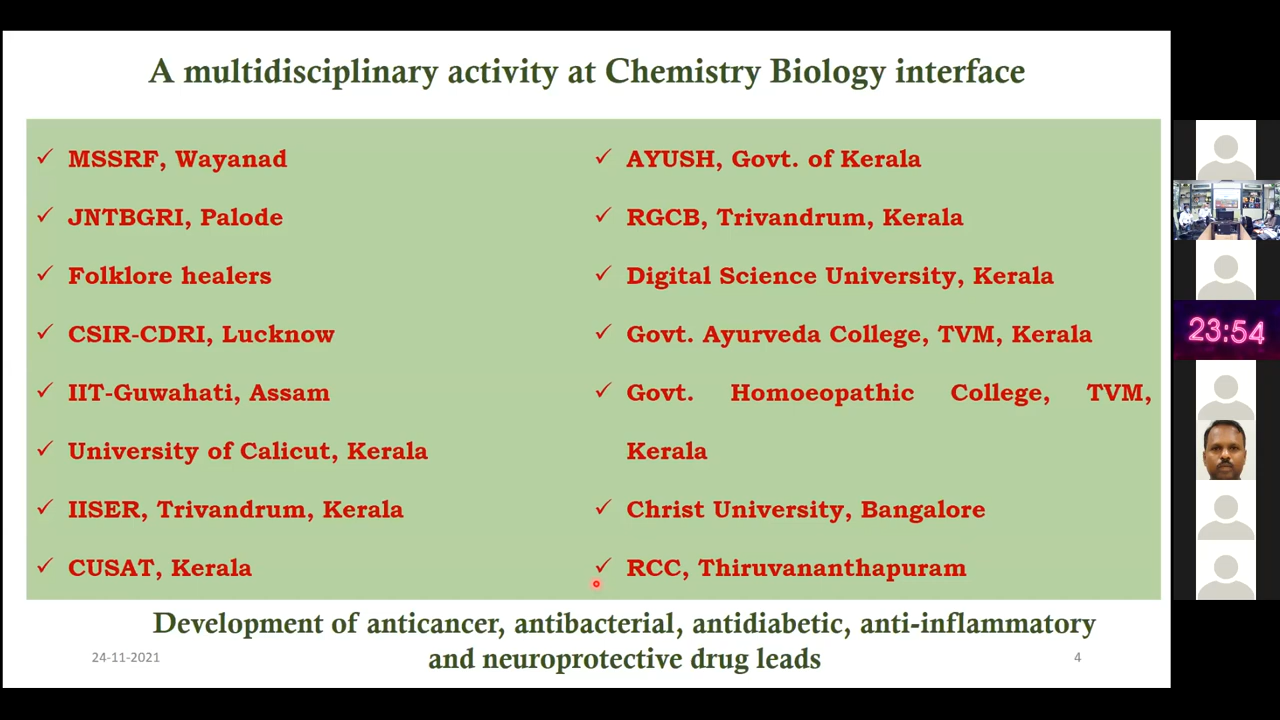 A multidisciplinary activity at Chemistry Biology interface
✓ MSSRF, Wayanad
✓ JNTBGRI, Palode
✓ Folklore healers
✓ CSIR-CDRI, Lucknow
✓ IIT-Guwahati, Assam
✓ University of Calicut, Kerala
✓ IISER, Trivandrum, Kerala
✓ CUSAT, Kerala
✓ AYUSH, Govt. of Kerala
✓ RGCB, Trivandrum, Kerala
✓ Digital Science University, Kerala
✓ Govt. Ayurveda College, TVM, Kerala
✓ Govt. Homoeopathic College, TVM,
Kerala
✓ Christ University, Bangalore
✓ RCC, Thiruvananthapuram
Development of anticancer, antibacterial, antidiabetic, anti-inflammatory
and neuroprotective drug leads
24-11-2021
4
23:54